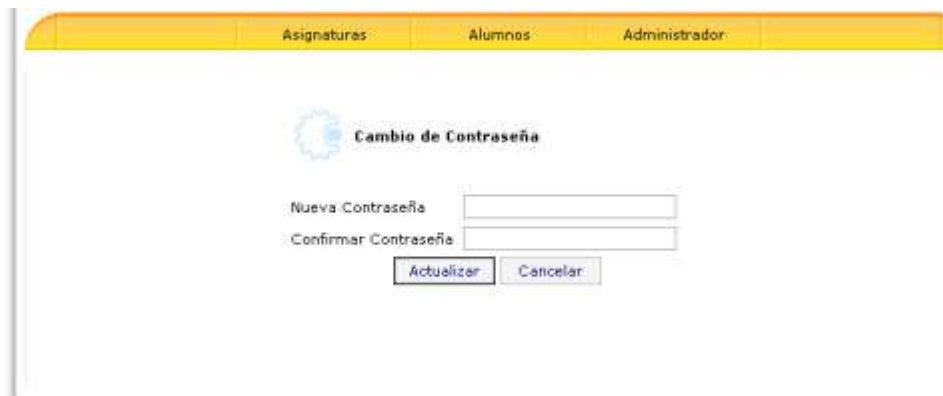 Asignaturas Alumnos Administrador
Cambio de Contraseña
Nueva Contraseña
Confirmar Contraseña
Actualizar Cancelar